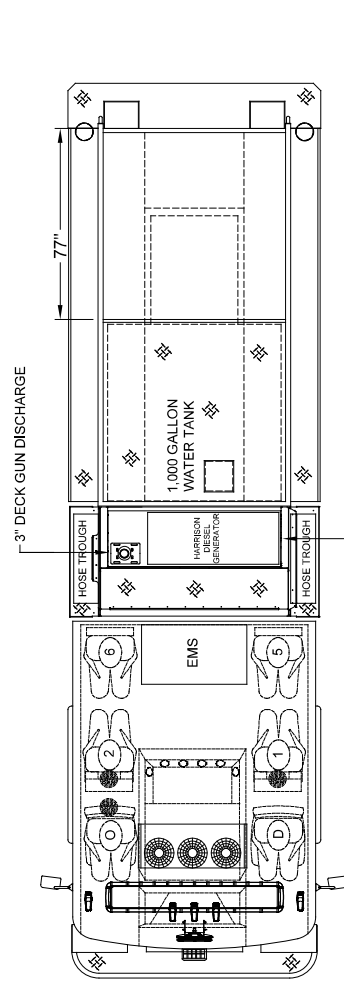 77"
3" DECK GUN DISCHARGE
1,000 GALLON
WATER TANK
HOSE TROUGH
HARRISON
DIESEL
GENERATOR
HOSE TROUGH
6
EMS
5
2
1
O
D